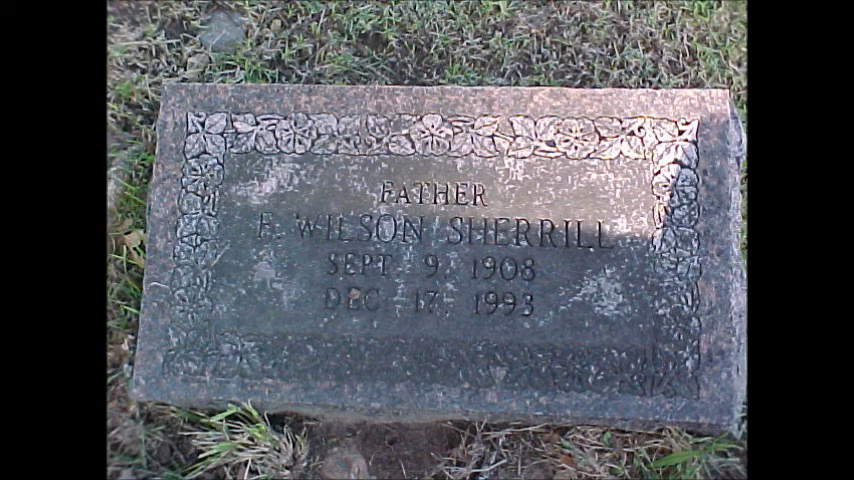 FATHER
F. WILSON SHERRILL
SEPT. 9, 1908
DEC. 17, 1993